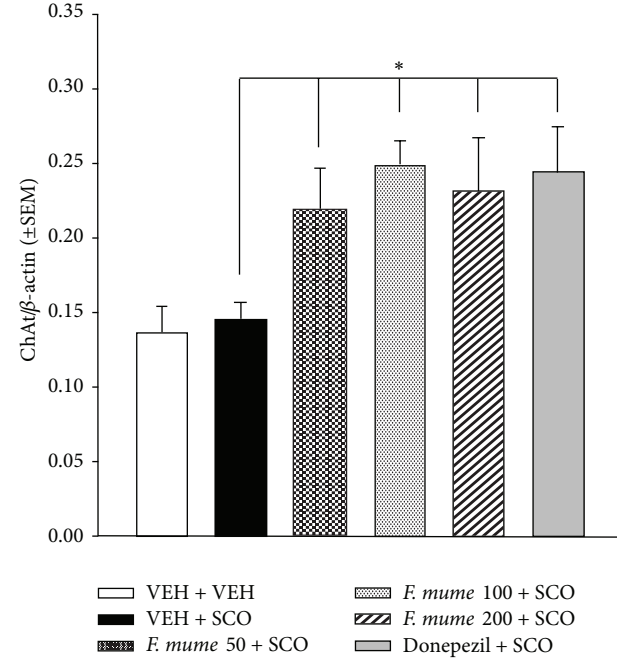 0.35
0.30
0.25
0.20
0.15
0.10
0.05
0.00
ChAt/β-actin (±SEM)
*
VEH + VEH
VEH + SCO
F. mume 50 + SCO
F. mume 100 + SCO
F. mume 200 + SCO
Donepezil + SCO